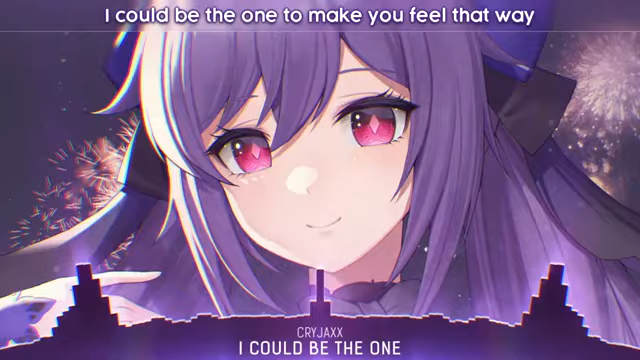 I could be the one to make you feel that way
CRYJAXX
I COULD BE THE ONE